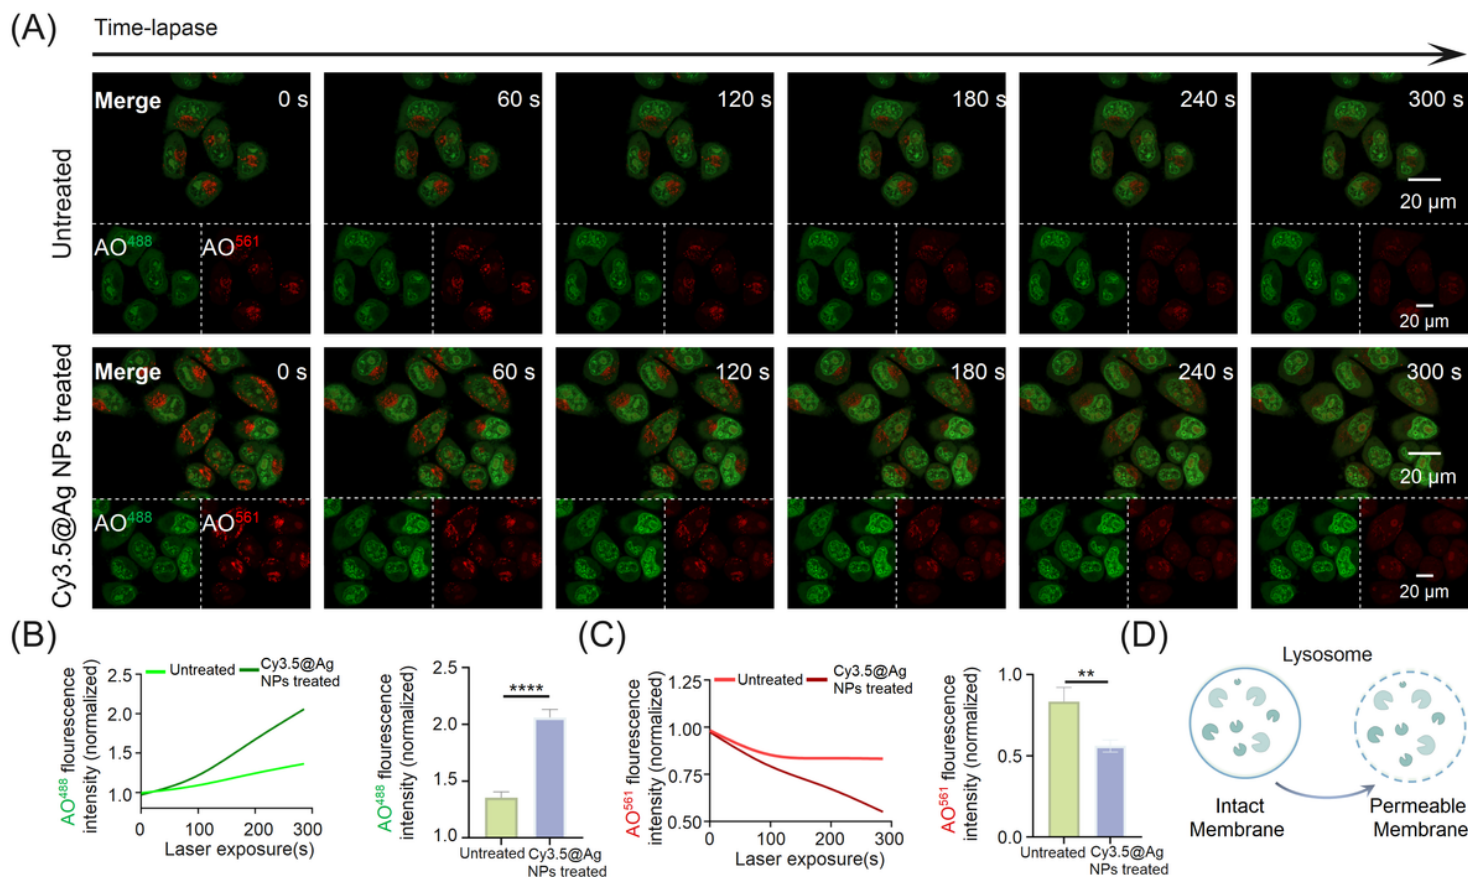 (A)
Time-lapase
Untreated
Merge 0 s 60 s 120 s 180 s 240 s 300 s
20 µm
AO488 AO561
20 µm
Cy3.5@Ag NPs treated
Merge 0 s 60 s 120 s 180 s 240 s 300 s
20 µm
AO488 AO561
20 µm
(B)
AO488 flourescence
intensity (normalized)
2.5
2.0
1.5
1.0
Untreated
Cy3.5@Ag
NPs treated
0 100 200 300
Laser exposure(s)
AO488 flourescence
intensity (normalized)
2.5
2.0
1.5
1.0
****
Untreated
Cy3.5@Ag
NPs treated
(C)
AO561 flourescence
intensity (normalized)
1.25
1.00
0.75
0.50
Untreated
Cy3.5@Ag
NPs treated
0 100 200 300
Laser exposure(s)
AO561 flourescence
intensity (normalized)
1.0
0.5
0.0
**
Untreated
Cy3.5@Ag
NPs treated
(D)
Lysosome
Intact
Membrane
Permeable
Membrane